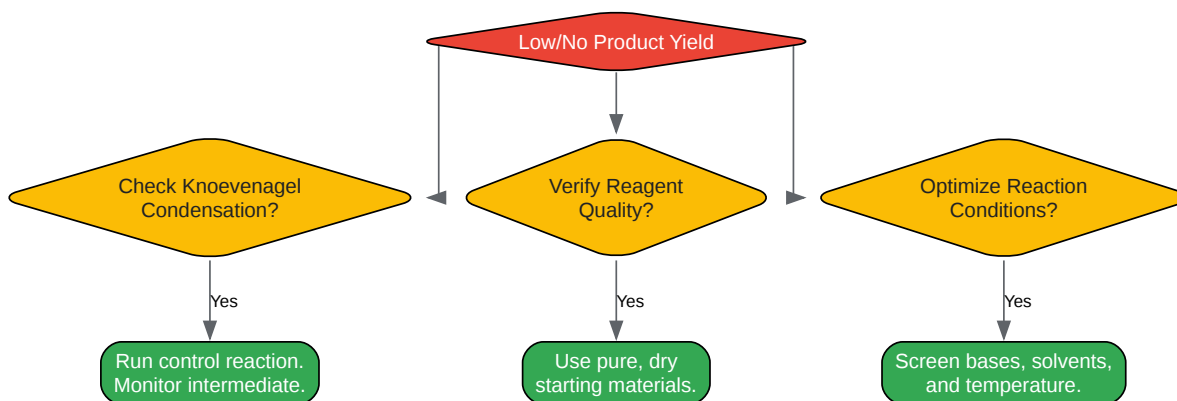 Low/No Product Yield
Check Knoevenagel
Condensation?
Verify Reagent
Quality?
Optimize Reaction
Conditions?
Yes
Yes
Yes
Run control reaction.
Monitor intermediate.
Use pure, dry
starting materials.
Screen bases, solvents,
and temperature.